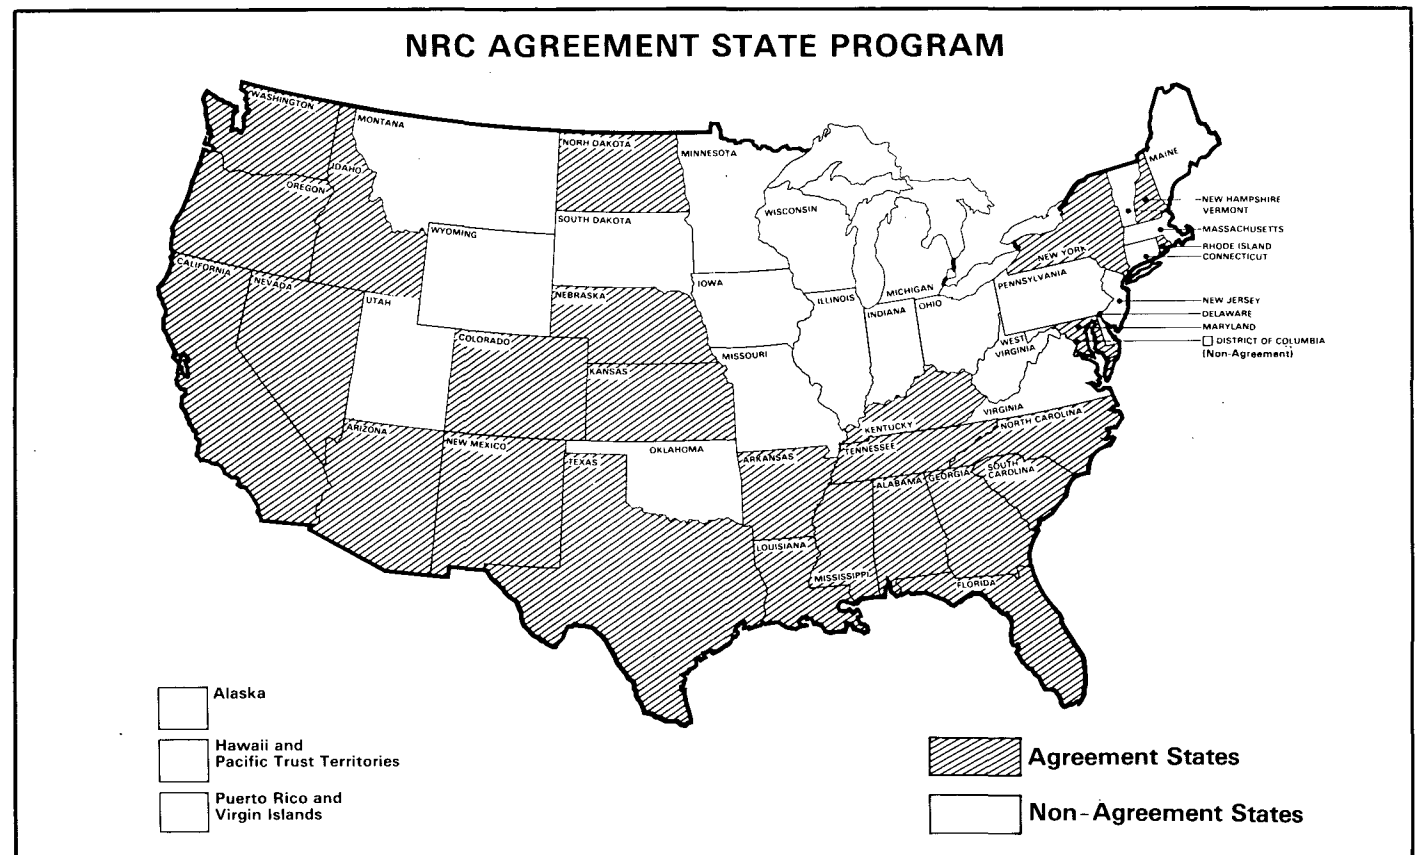 NRC AGREEMENT STATE PROGRAM
WASHINGTON
MONTANA
NORH DAKOTA
MINNESOTA
MAINE
IDAHO
OREGON
SOUTH DAKOTA
WISCONSIN
NEW HAMPSHIRE
VERMONT
MASSACHUSETTS
WYOMING
RHODE ISLAND
CONNECTICUT
NEW YORK
CALIFORNIA
NEVADA
UTAH
NEBRASKA
IOWA
ILLINOIS
MICHIGAN
PENNSYLVANIA
INDIANA
OHIO
NEW JERSEY
DELAWARE
MARYLAND
DISTRICT OF COLUMBIA
(Non-Agreement)
COLORADO
KANSAS
MISSOURI
WEST
VIRGINIA
VIRGINIA
ARIZONA
NEW MEXICO
TEXAS
OKLAHOMA
ARKANSAS
KENTUCKY
TENNESSEE
NORTH CAROLINA
SOUTH
CAROLINA
ALABAMA
GEORGIA
LOUISIANA
MISSISSIPPI
FLORIDA
Alaska
Hawaii and
Pacific Trust Territories
Puerto Rico and
Virgin Islands
Agreement States
Non-Agreement States